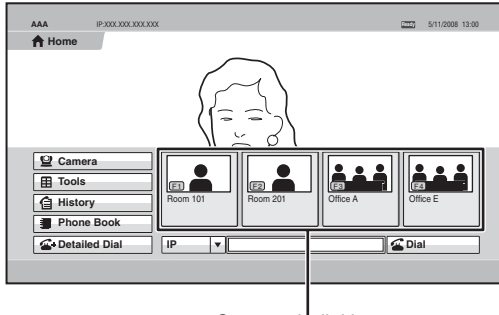 AAA IP:XXX.XXX.XXX.XXX 5/11/2008 13:00
Home
Camera
Tools
History
Phone Book
Detailed Dial
F1 F2 F3 F4
Room 101 Room 201 Office A Office E
IP Dial